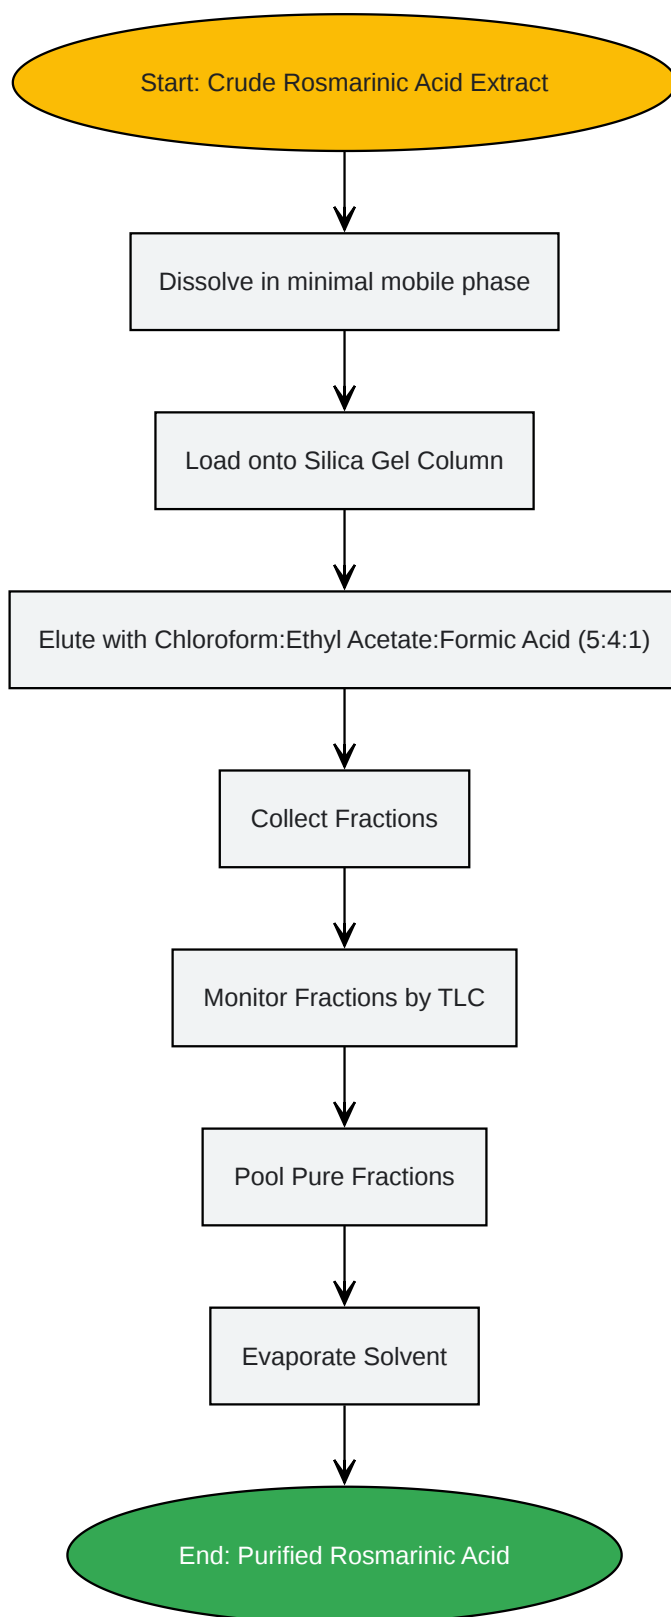 Start: Crude Rosmarinic Acid Extract
Dissolve in minimal mobile phase
Load onto Silica Gel Column
Elute with Chloroform:Ethyl Acetate:Formic Acid (5:4:1)
Collect Fractions
Monitor Fractions by TLC
Pool Pure Fractions
Evaporate Solvent
End: Purified Rosmarinic Acid